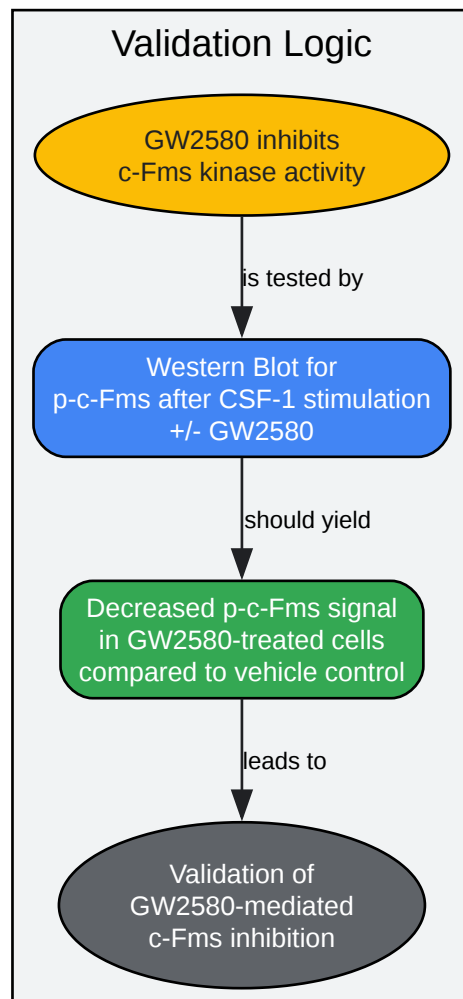 Validation Logic
GW2580 inhibits
c-Fms kinase activity
is tested by
Western Blot for
p-c-Fms after CSF-1 stimulation
+/- GW2580
should yield
Decreased p-c-Fms signal
in GW2580-treated cells
compared to vehicle control
leads to
Validation of
GW2580-mediated
c-Fms inhibition